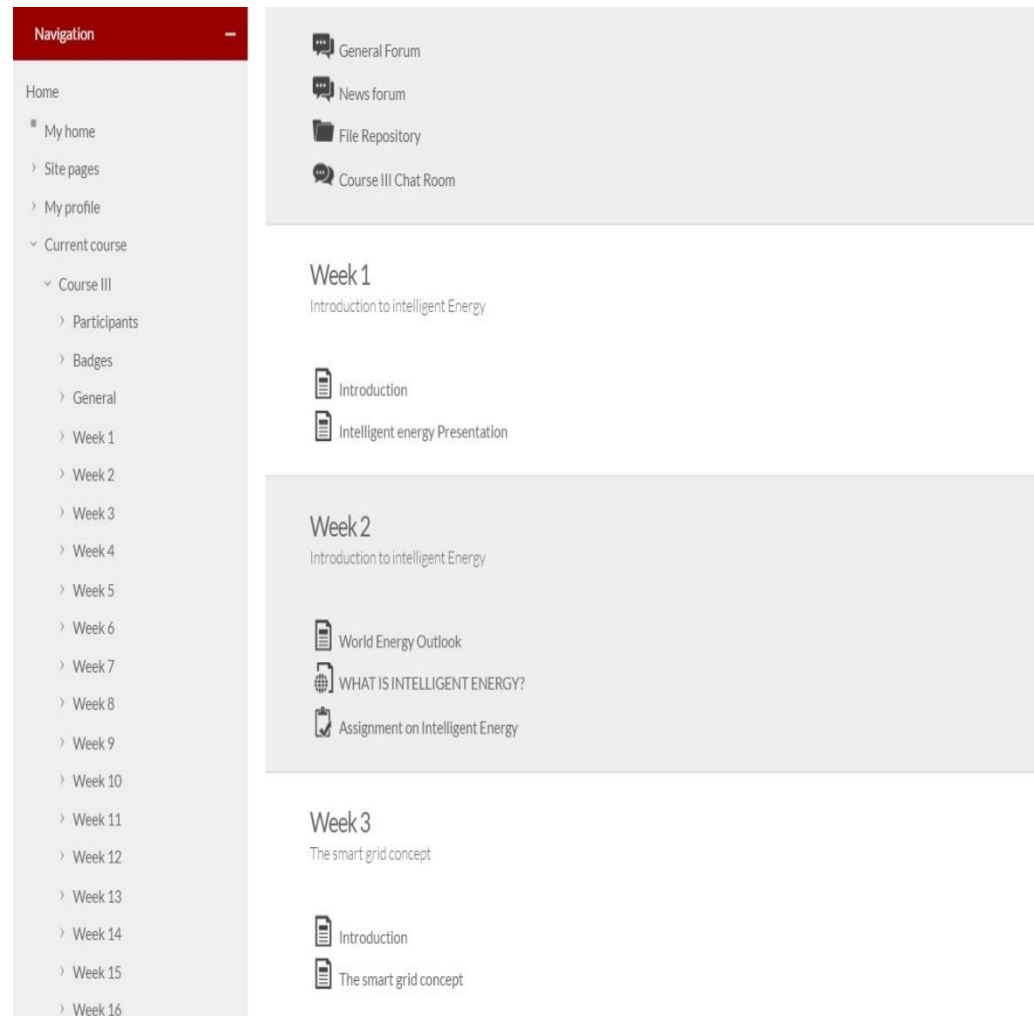 Navigation
Home
My home
Site pages
My profile
Current course
Course III
Participants
Badges
General
Week 1
Week 2
Week 3
Week 4
Week 5
Week 6
Week 7
Week 8
Week 9
Week 10
Week 11
Week 12
Week 13
Week 14
Week 15
Week 16
General Forum
News forum
File Repository
Course III Chat Room
Week 1
Introduction to intelligent Energy
Introduction
Intelligent energy Presentation
Week 2
Introduction to intelligent Energy
World Energy Outlook
WHAT IS INTELLIGENT ENERGY?
Assignment on Intelligent Energy
Week 3
The smart grid concept
Introduction
The smart grid concept